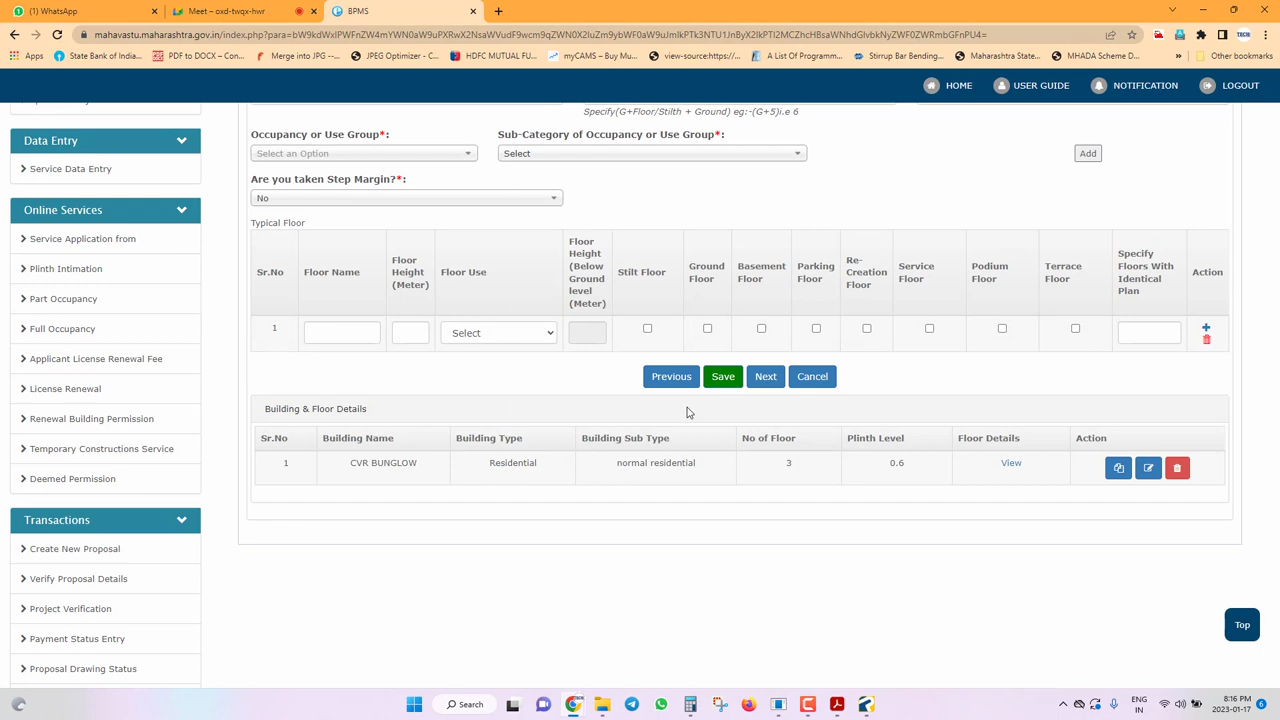 (1) WhatsApp
Meet – oxd-twqx-hwr
BPMS
mahavastu.maharashtra.gov.in/index.php?
Apps
State Bank of India...
PDF to DOCX – Con...
Merge into JPG --...
JPEG Optimizer - C...
HDFC MUTUAL FU...
myCAMS – Buy Mu...
view-source:https://...
A List Of Programm...
Stirrup Bar Bending...
Maharashtra State...
MHADA Scheme D...
Other bookmarks
HOME
USER GUIDE
NOTIFICATION
LOGOUT
Data Entry
Service Data Entry
Online Services
Service Application from
Plinth Intimation
Part Occupancy
Full Occupancy
Applicant License Renewal Fee
License Renewal
Renewal Building Permission
Temporary Constructions Service
Deemed Permission
Transactions
Create New Proposal
Verify Proposal Details
Project Verification
Payment Status Entry
Proposal Drawing Status
Specify(G+Floor/Stilth + Ground) eg:-(G+5)i.e 6
Occupancy or Use Group*:
Sub-Category of Occupancy or Use Group*:
Select an Option
Select
Add
Are you taken Step Margin?*:
No
Typical Floor
Sr.No
Floor Name
Floor
Height
(Meter)
Floor Use
Floor
Height
(Below
Ground
level
(Meter)
Stilt Floor
Ground
Floor
Basement
Floor
Parking
Floor
Re-
Creation
Floor
Service
Floor
Podium
Floor
Terrace
Floor
Specify
Floors With
Identical
Plan
Action
1
Select
Previous
Save
Next
Cancel
Building & Floor Details
Sr.No
Building Name
Building Type
Building Sub Type
No of Floor
Plinth Level
Floor Details
Action
1
CVR BUNGLOW
Residential
normal residential
3
0.6
View
Top
Search
ENG
IN
8:16 PM
2023-01-17